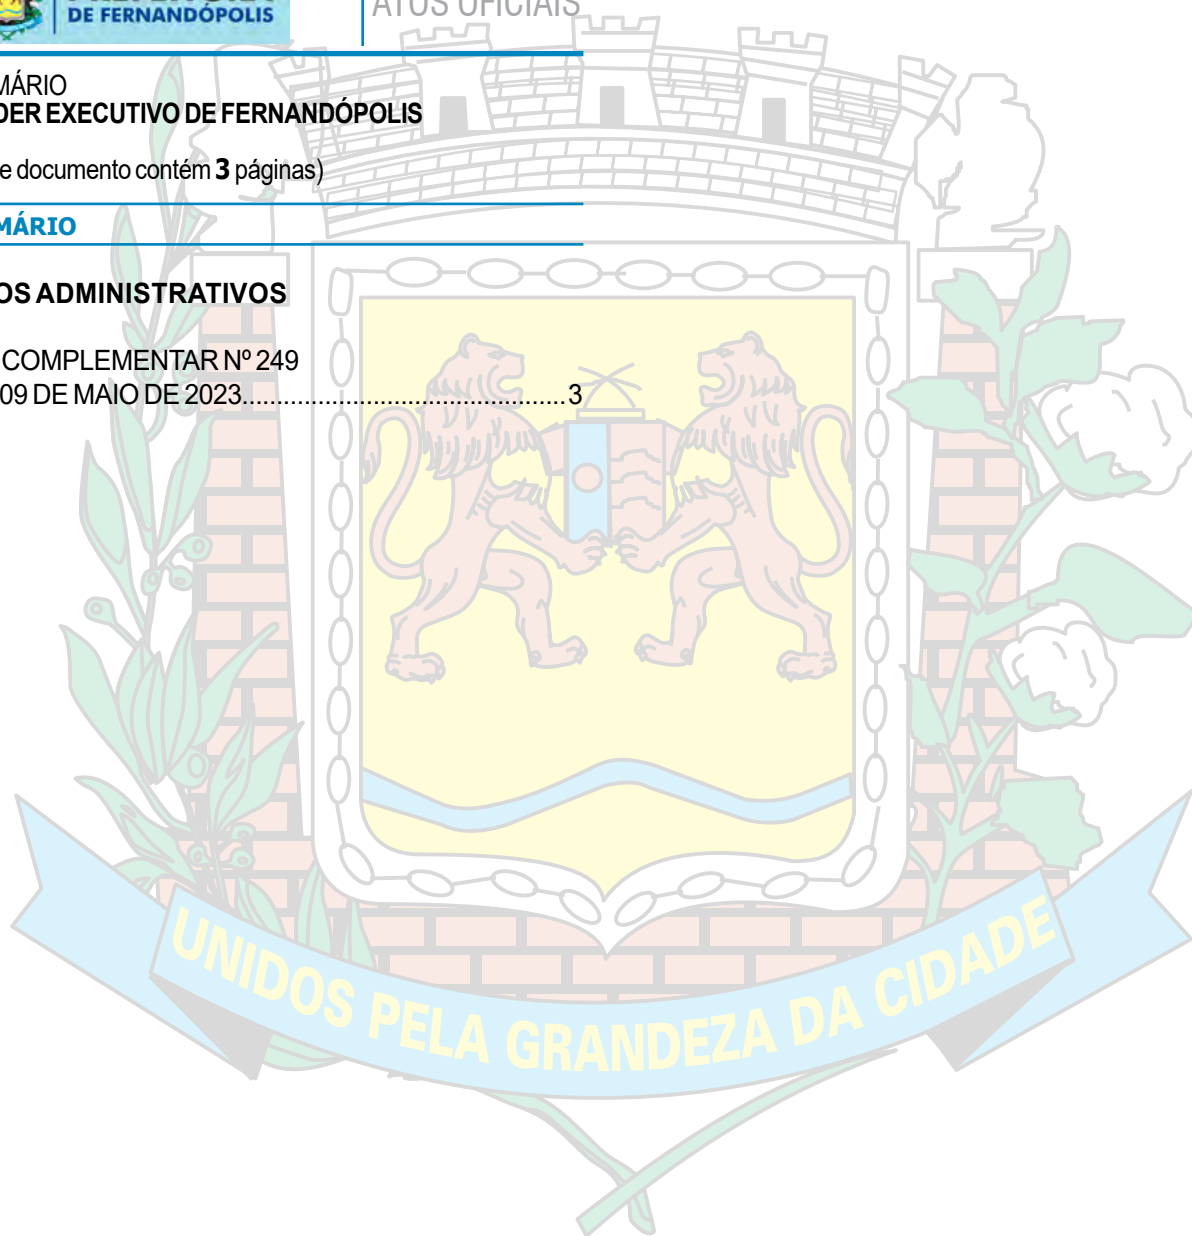 DE FERNANDÓPOLIS
ATOS OFICIAIS
MÁRIO
DER EXECUTIVO DE FERNANDÓPOLIS
e documento contém 3 páginas)
MÁRIO
OS ADMINISTRATIVOS
COMPLEMENTAR Nº 249
09 DE MAIO DE 2023...............................................3
UNIDOS PELA GRANDEZA DA CIDADE